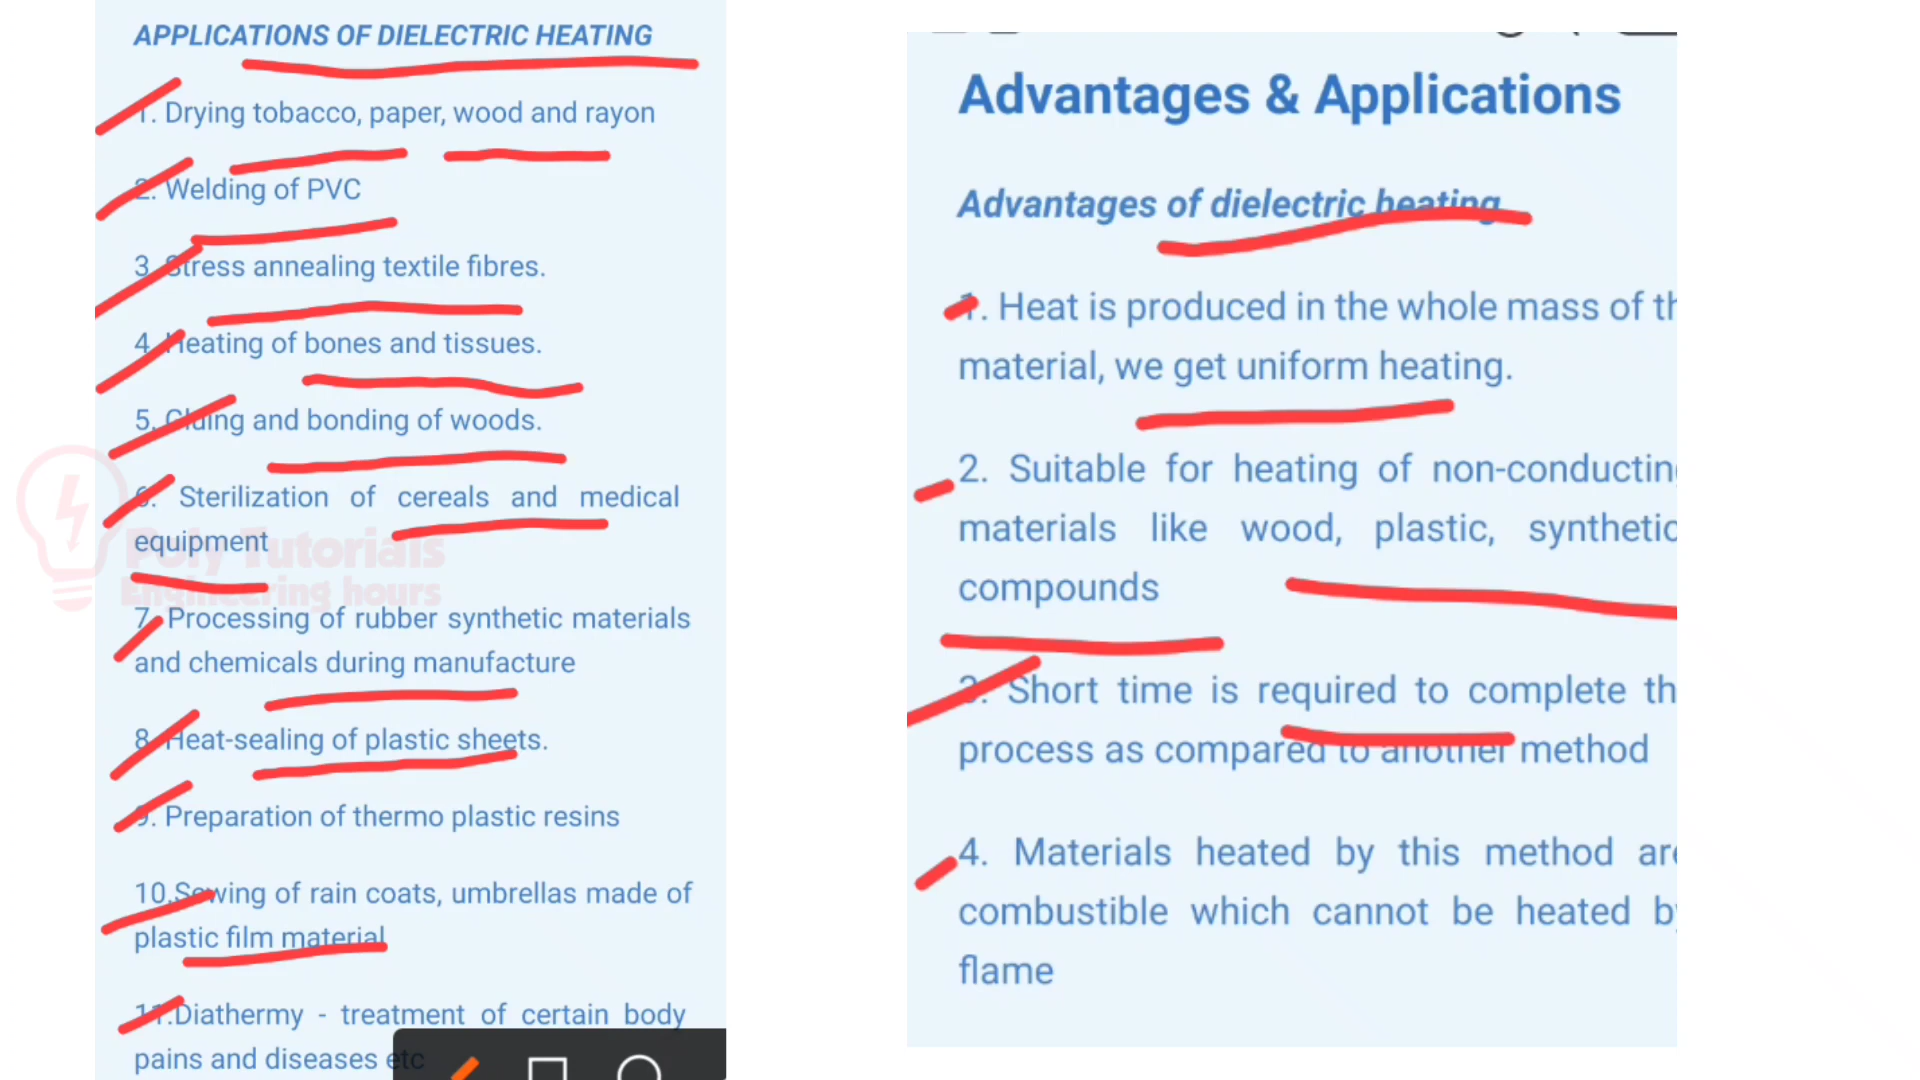 APPLICATIONS OF DIELECTRIC HEATING
1. Drying tobacco, paper, wood and rayon
2. Welding of PVC
3. Stress annealing textile fibres.
4. Heating of bones and tissues.
5. Gluing and bonding of woods.
6. Sterilization of cereals and medical
equipment
Poly Tutorials
Engineering hours
7. Processing of rubber synthetic materials
and chemicals during manufacture
8. Heat-sealing of plastic sheets.
9. Preparation of thermo plastic resins
10.Sewing of rain coats, umbrellas made of
plastic film material
11.Diathermy - treatment of certain body
pains and diseases etc
Advantages & Applications
Advantages of dielectric heating
1. Heat is produced in the whole mass of th
material, we get uniform heating.
2. Suitable for heating of non-conducting
materials like wood, plastic, synthetic
compounds
3. Short time is required to complete th
process as compared to another method
4. Materials heated by this method are
combustible which cannot be heated by
flame